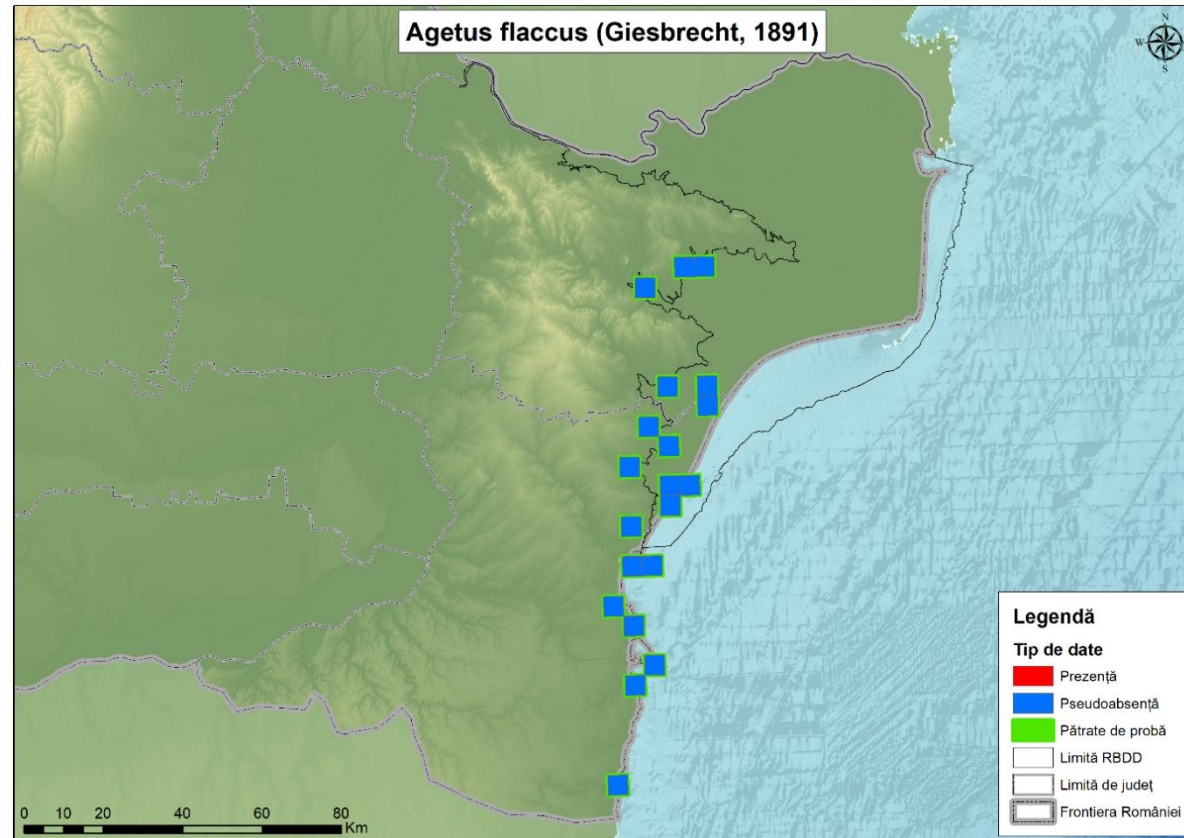 Agetus flaccus (Giesbrecht, 1891)
N
W
E
S
Legendă
Tip de date
Prezență
Pseudoabsență
Pătrate de probă
Limită RBDD
Limită de județ
Frontiera României
0 10 20 40 60 80
Km